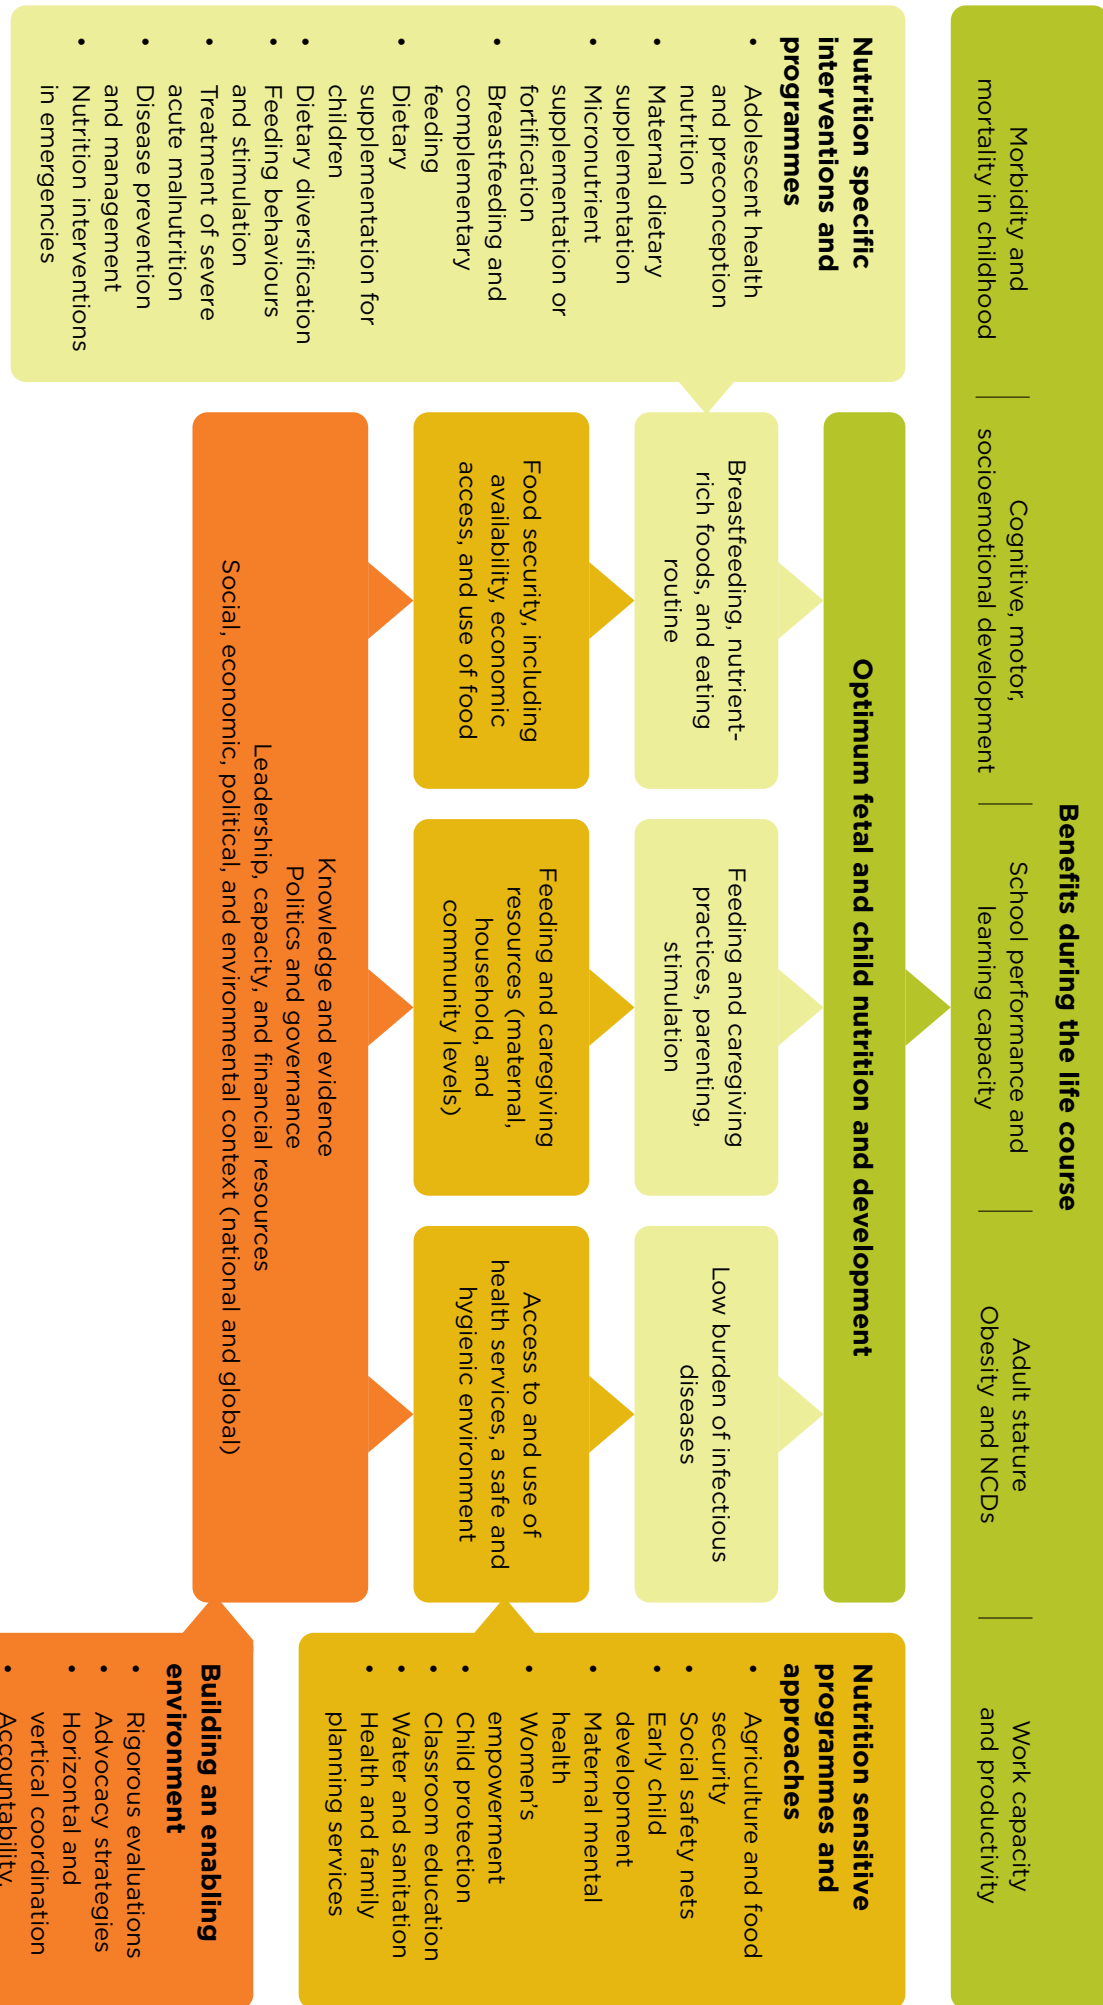 Benefits during the life course
Morbidity and
mortality in childhood
Cognitive, motor,
socioemotional development
School performance and
learning capacity
Adult stature
Obesity and NCDs
Work capacity
and productivity
Nutrition specific
interventions and
programmes
• Adolescent health
and preconception
nutrition
• Maternal dietary
supplementation
• Micronutrient
supplementation or
fortification
• Breastfeeding and
complementary
feeding
• Dietary
supplementation for
children
• Dietary diversification
• Feeding behaviours
and stimulation
• Treatment of severe
acute malnutrition
• Disease prevention
and management
• Nutrition interventions
in emergencies
Optimum fetal and child nutrition and development
Breastfeeding, nutrient-
rich foods, and eating
routine
Feeding and caregiving
practices, parenting,
stimulation
Low burden of infectious
diseases
Food security, including
availability, economic
access, and use of food
Feeding and caregiving
resources (maternal,
household, and
community levels)
Access to and use of
health services, a safe and
hygienic environment
Knowledge and evidence
Politics and governance
Leadership, capacity, and financial resources
Social, economic, political, and environmental context (national and global)
Nutrition sensitive
programmes and
approaches
• Agriculture and food
security
• Social safety nets
• Early child
development
• Maternal mental
health
• Women's
empowerment
• Child protection
• Classroom education
• Water and sanitation
• Health and family
planning services
Building an enabling
environment
• Rigorous evaluations
• Advocacy strategies
• Horizontal and
vertical coordination
• Accountability,